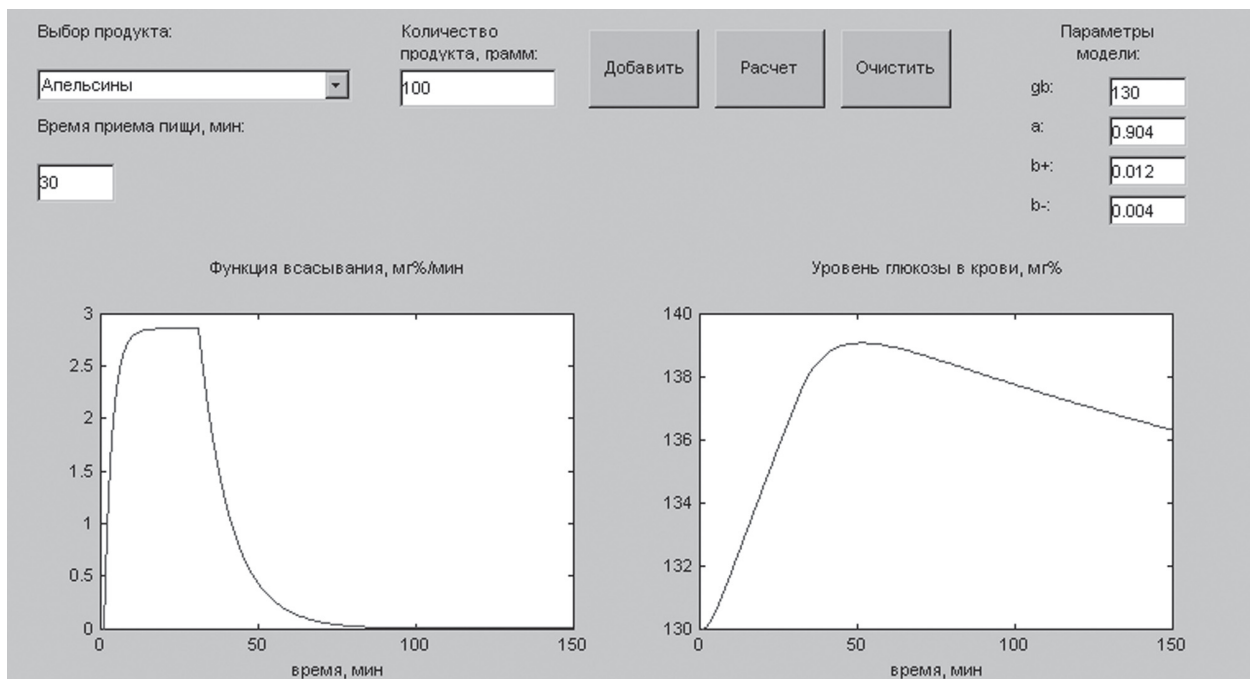 Выбор продукта:
Апельсины
Время приема пищи, мин:
30
Количество
продукта, грамм:
100
Добавить
Расчет
Очистить
Параметры
модели:
gb:
130
a:
0.904
b+:
0.012
b-:
0.004
Функция всасывания, мг%/мин
3
2.5
2
1.5
1
0.5
0
0
50
100
150
время, мин
Уровень глюкозы в крови, мг%
140
138
136
134
132
130
0
50
100
150
время, мин